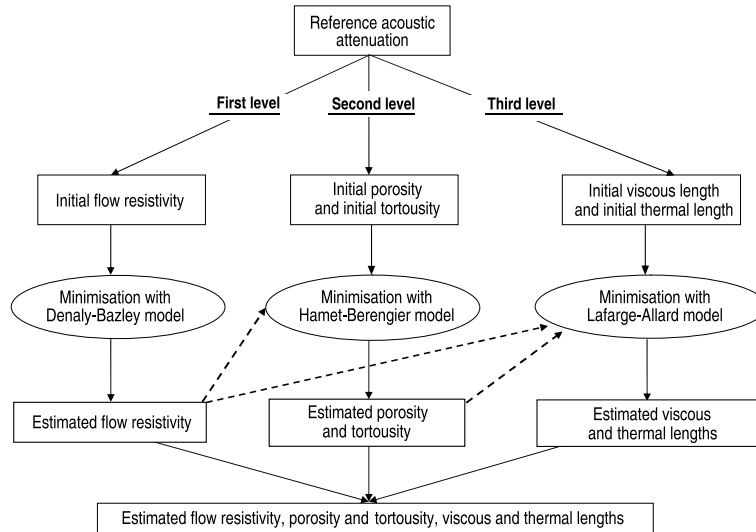 Reference acoustic
attenuation
First level
Second level
Third level
Initial flow resistivity
Initial porosity
and initial tortousity
Initial viscous length
and initial thermal length
Minimisation with
Denaly-Bazley model
Minimisation with
Hamet-Berengier model
Minimisation with
Lafarge-Allard model
Estimated flow resistivity
Estimated porosity
and tortousity
Estimated viscous
and thermal lengths
Estimated flow resistivity, porosity and tortousity, viscous and thermal lengths